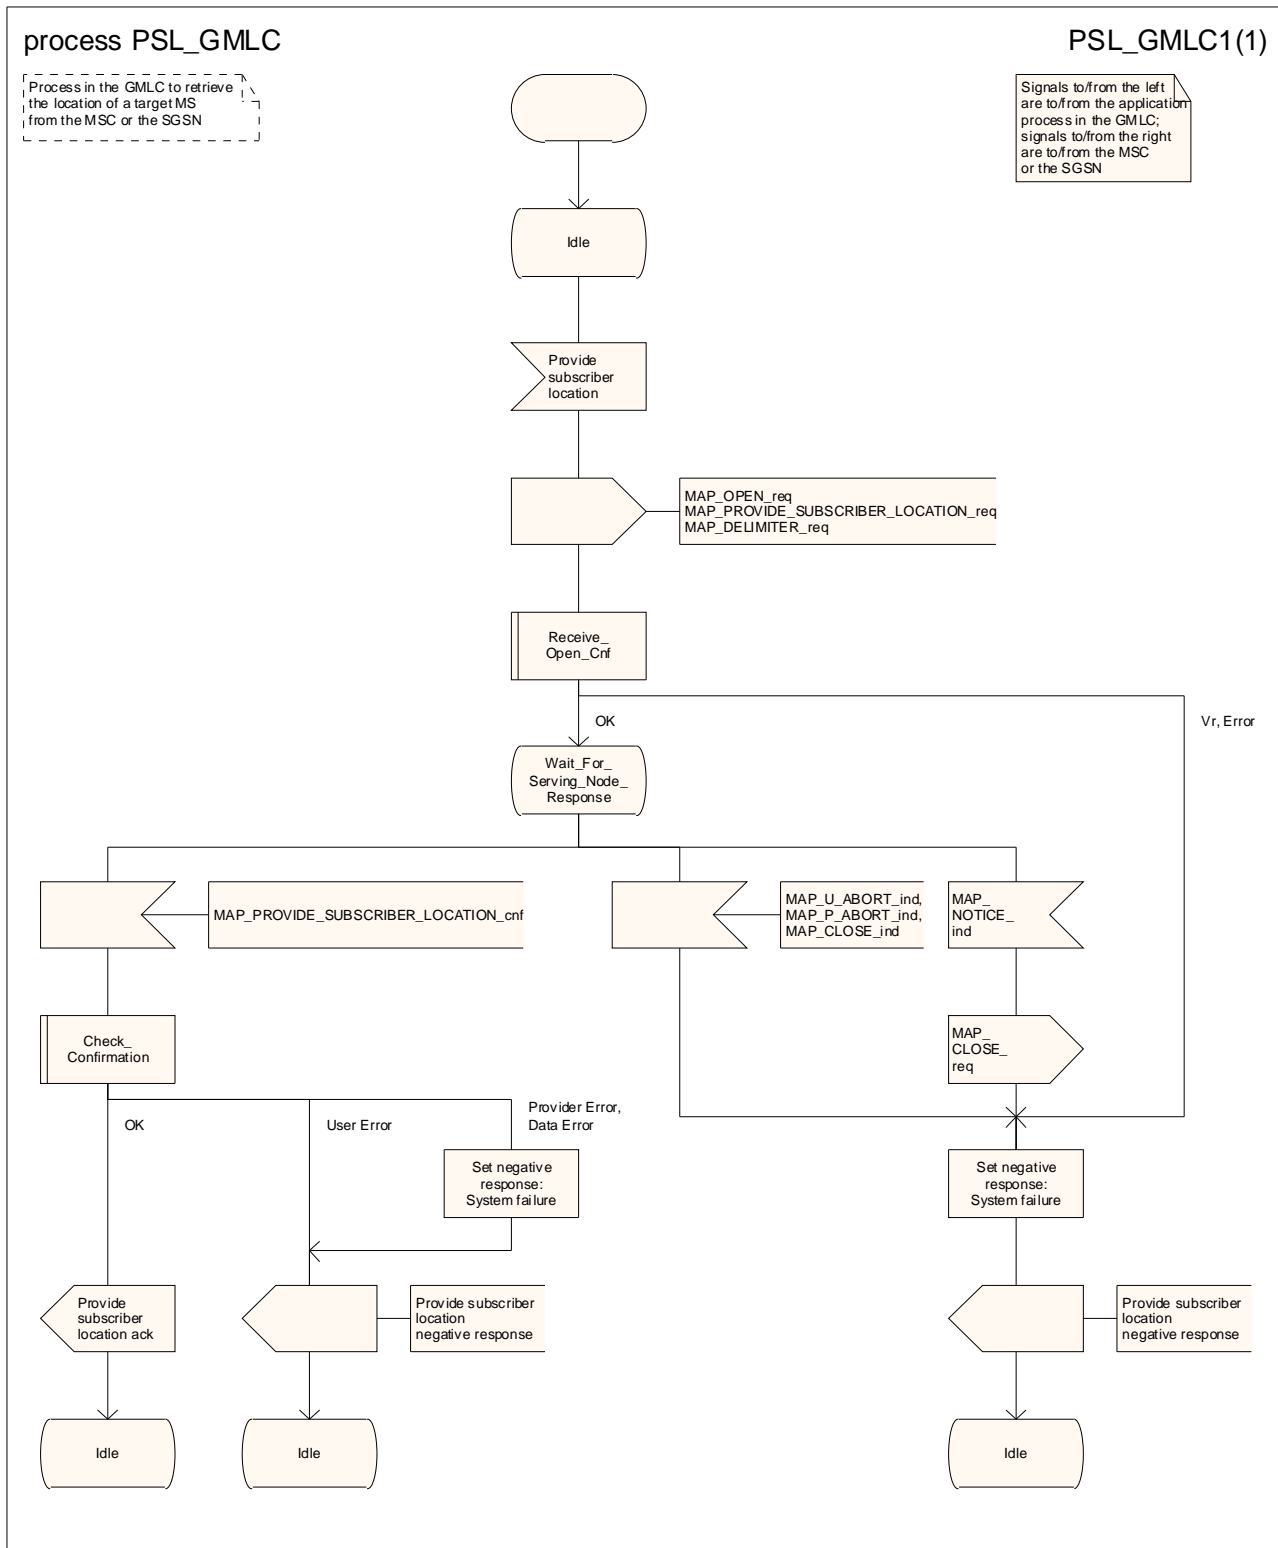 process PSL_GMLC
PSL_GMLC1(1)
Process in the GMLC to retrieve
the location of a target MS
from the MSC or the SGSN
Signals to/from the left
are to/from the application
process in the GMLC;
signals to/from the right
are to/from the MSC
or the SGSN
Idle
Provide
subscriber
location
MAP_OPEN_req
MAP_PROVIDE_SUBSCRIBER_LOCATION_req
MAP_DELIMITER_req
Receive_
Open_Cnf
OK
Vr, Error
Wait_For_
Serving_Node_
Response
MAP_PROVIDE_SUBSCRIBER_LOCATION_cnf
MAP_U_ABORT_ind,
MAP_P_ABORT_ind,
MAP_CLOSE_ind
MAP_
NOTICE_
ind
Check_
Confirmation
MAP_
CLOSE_
req
OK
User Error
Provider Error,
Data Error
Set negative
response:
System failure
Set negative
response:
System failure
Provide
subscriber
location ack
Provide subscriber
location
negative response
Provide subscriber
location
negative response
Idle
Idle
Idle